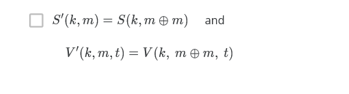 S′(k, m) = S(k, m ⊕ m) and
V′(k, m, t) = V(k, m ⊕ m, t)